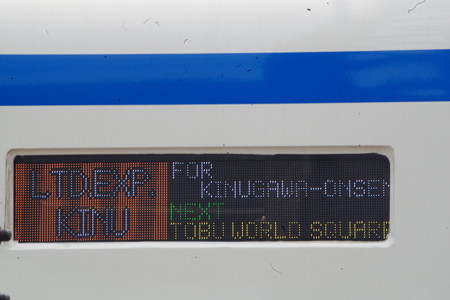 LTD.EXP.
KINU
FOR
KINUGAWA-ONSEN
NEXT
TOBU WORLD SQUARE